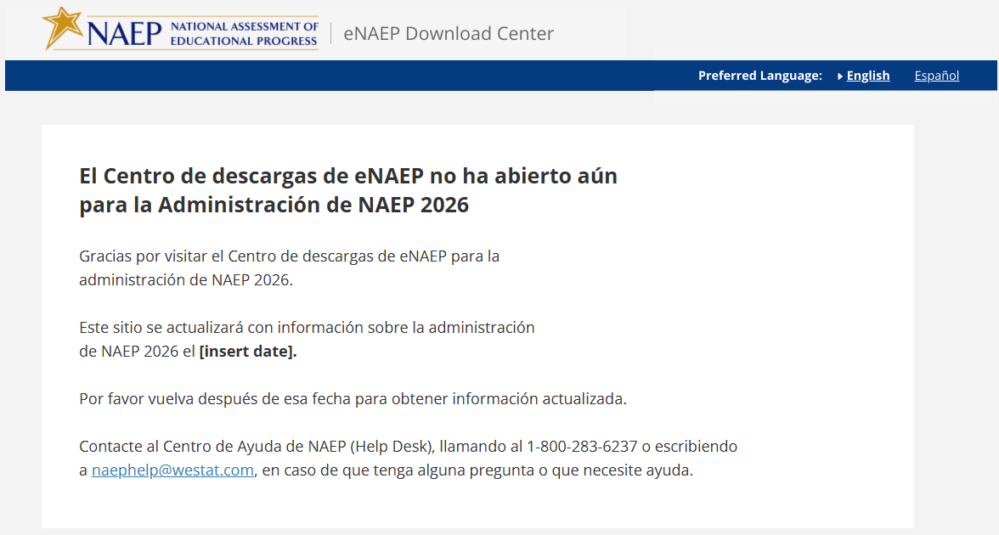 NAEP NATIONAL ASSESSMENT OF
EDUCATIONAL PROGRESS
eNAEP Download Center
Preferred Language: English Español
El Centro de descargas de eNAEP no ha abierto aún
para la Administración de NAEP 2026
Gracias por visitar el Centro de descargas de eNAEP para la
administración de NAEP 2026.
Este sitio se actualizará con información sobre la administración
de NAEP 2026 el [insert date].
Por favor vuelva después de esa fecha para obtener información actualizada.
Contacte al Centro de Ayuda de NAEP (Help Desk), llamando al 1-800-283-6237 o escribiendo
a naephelp@westat.com, en caso de que tenga alguna pregunta o que necesite ayuda.